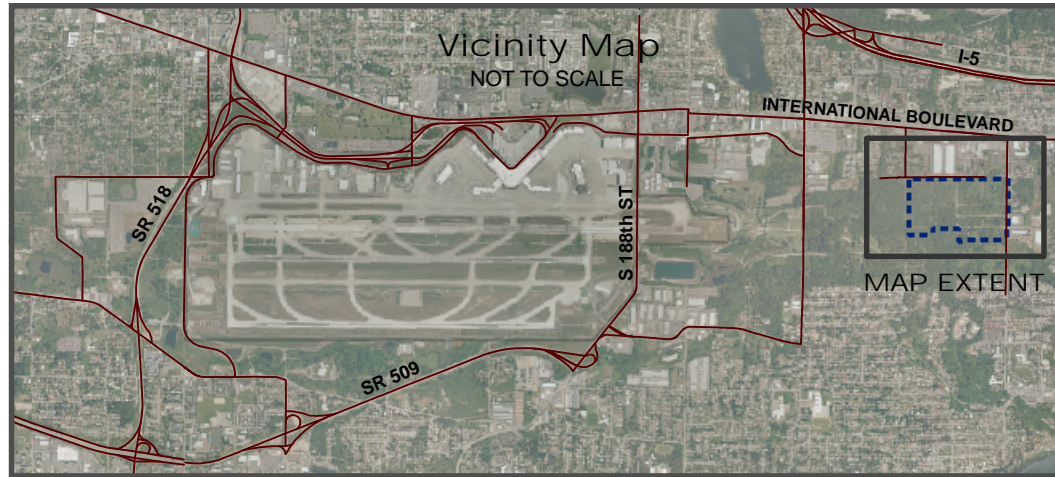 Vicinity Map
NOT TO SCALE
I-5
INTERNATIONAL BOULEVARD
SR 518
S 188th ST
MAP EXTENT
SR 509